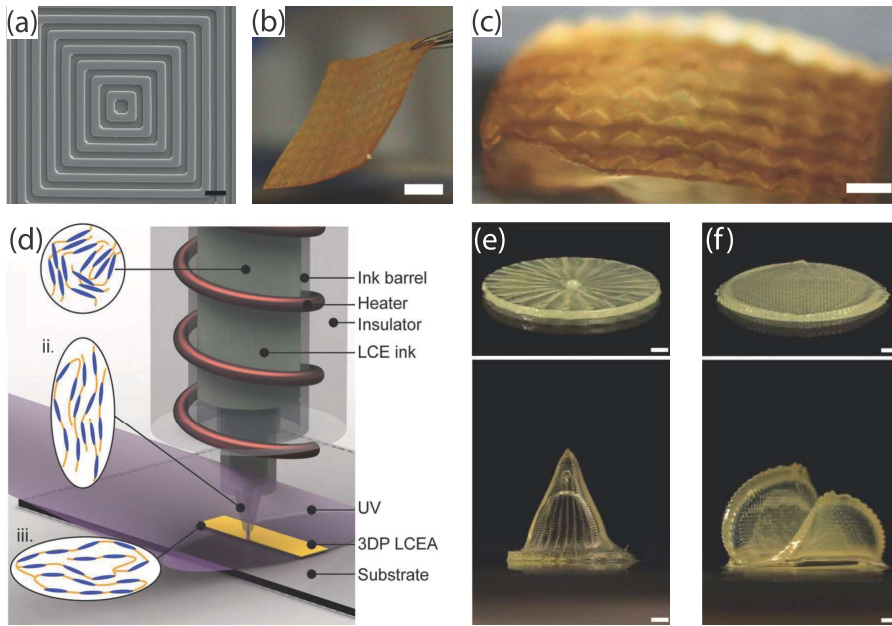 (a)
(b)
(c)
(d)
Ink barrel
Heater
Insulator
LCE ink
ii.
UV
iii.
3DP LCEA
Substrate
(e)
(f)